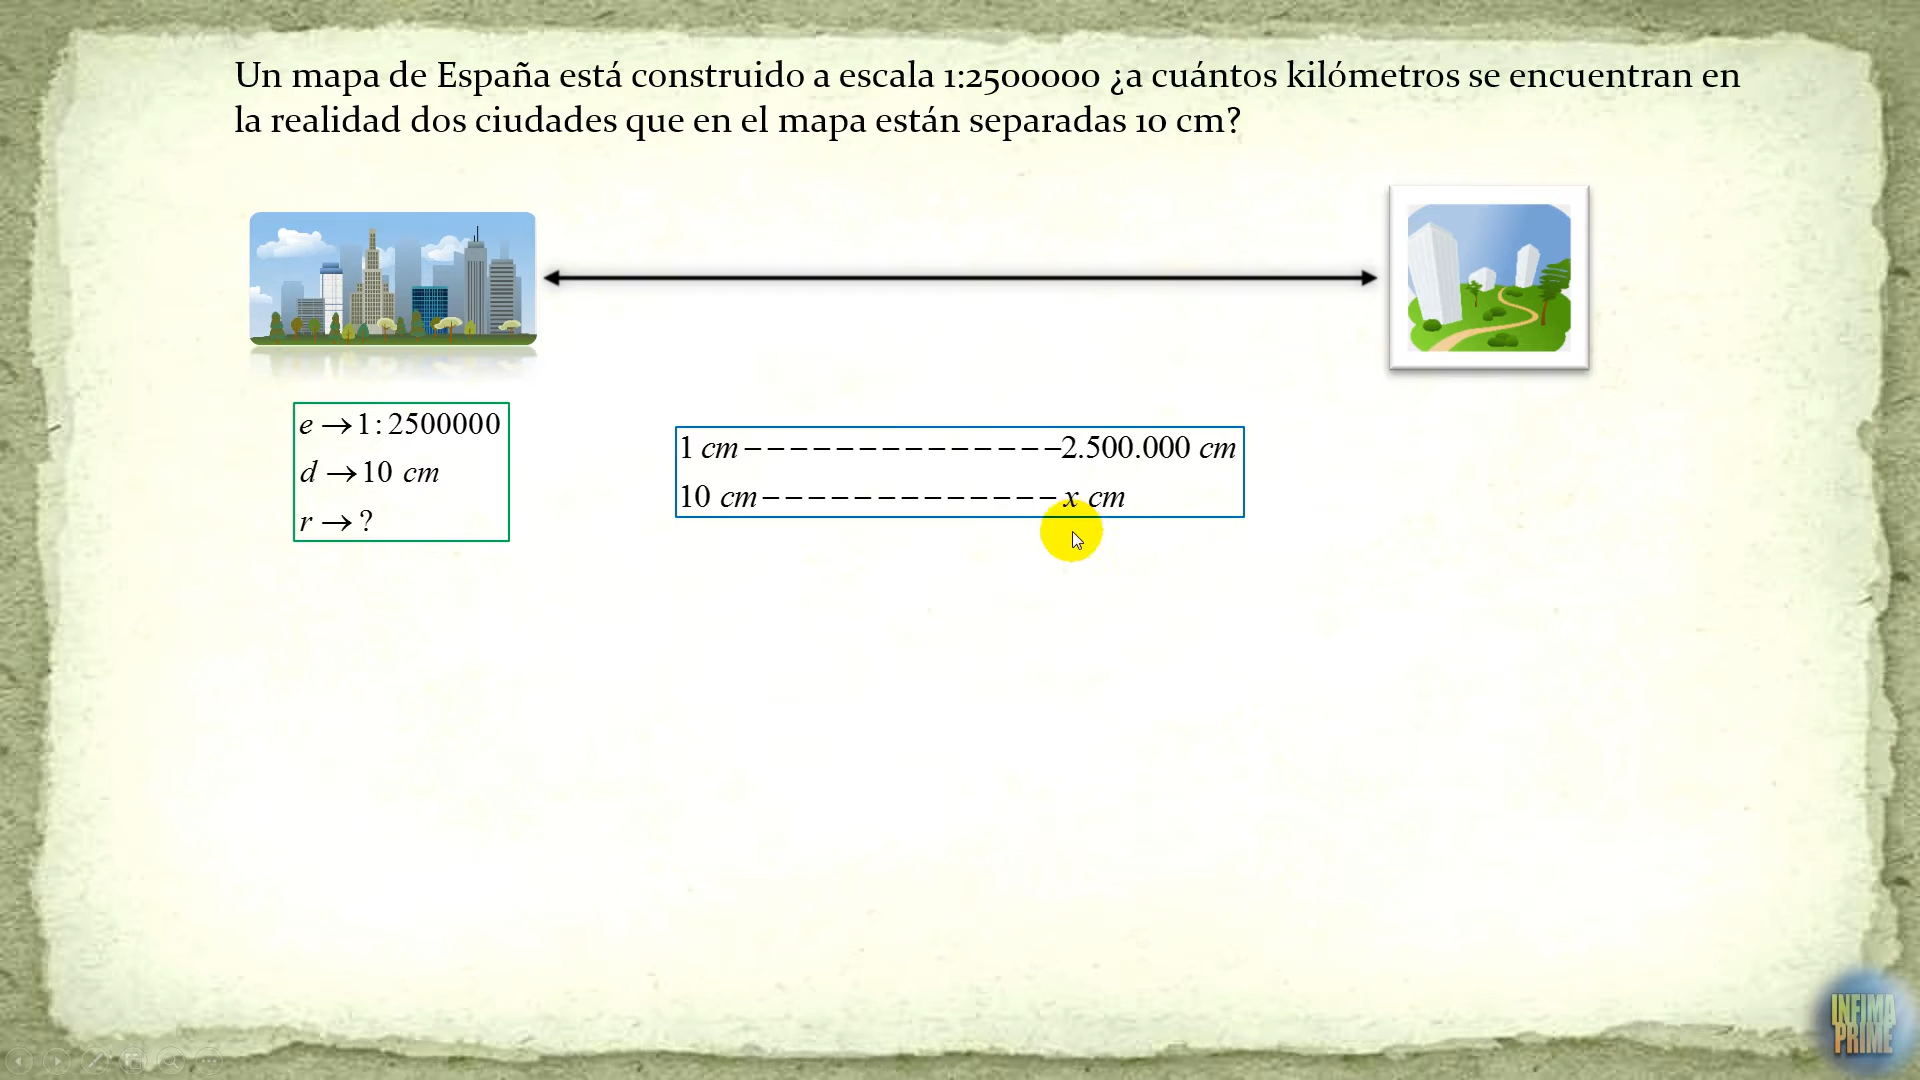 Un mapa de España está construido a escala 1:2500000 ¿a cuántos kilómetros se encuentran en
la realidad dos ciudades que en el mapa están separadas 10 cm?
e → 1 : 2500000
d → 10 cm
r → ?
1 cm − − − − − − − − − − − − − −2.500.000 cm
10 cm − − − − − − − − − − − − − x cm
INFIMA
PRIME